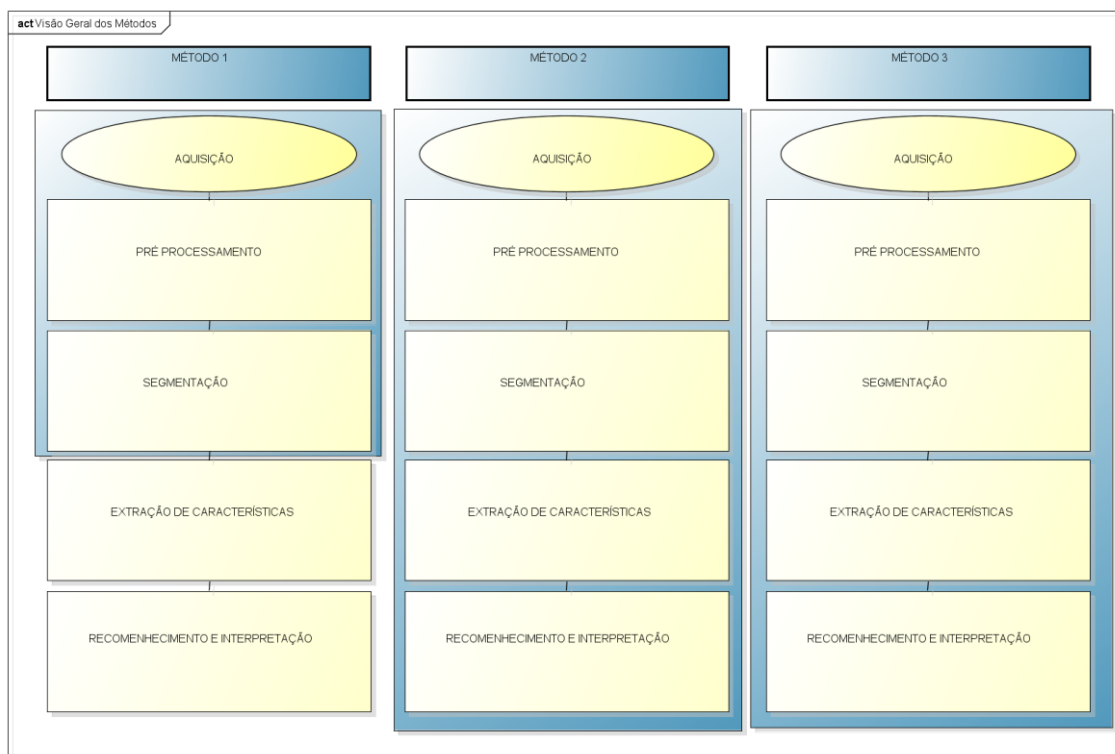 act Visão Geral dos Métodos
MÉTODO 1
AQUISIÇÃO
PRÉ PROCESSAMENTO
SEGMENTAÇÃO
EXTRAÇÃO DE CARACTERÍSTICAS
RECOMENHECIMENTO E INTERPRETAÇÃO
MÉTODO 2
AQUISIÇÃO
PRÉ PROCESSAMENTO
SEGMENTAÇÃO
EXTRAÇÃO DE CARACTERÍSTICAS
RECOMENHECIMENTO E INTERPRETAÇÃO
MÉTODO 3
AQUISIÇÃO
PRÉ PROCESSAMENTO
SEGMENTAÇÃO
EXTRAÇÃO DE CARACTERÍSTICAS
RECOMENHECIMENTO E INTERPRETAÇÃO